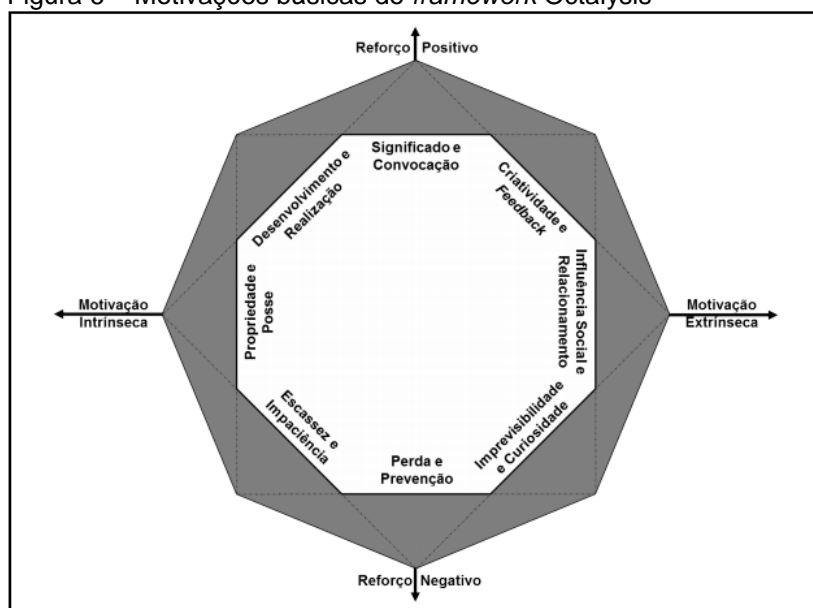 Figura 3 – Motivações básicas do framework Octalysis
Reforço Positivo
Significado e
Convocação
Desenvolvimento e
Realização
Criatividade e
Feedback
Propriedade e
Posse
Influência Social e
Relacionamento
Motivação
Intrínseca
Motivação
Extrínseca
Escassez e
Impaciência
Imprevisibilidade
e Curiosidade
Perda e
Prevenção
Reforço Negativo